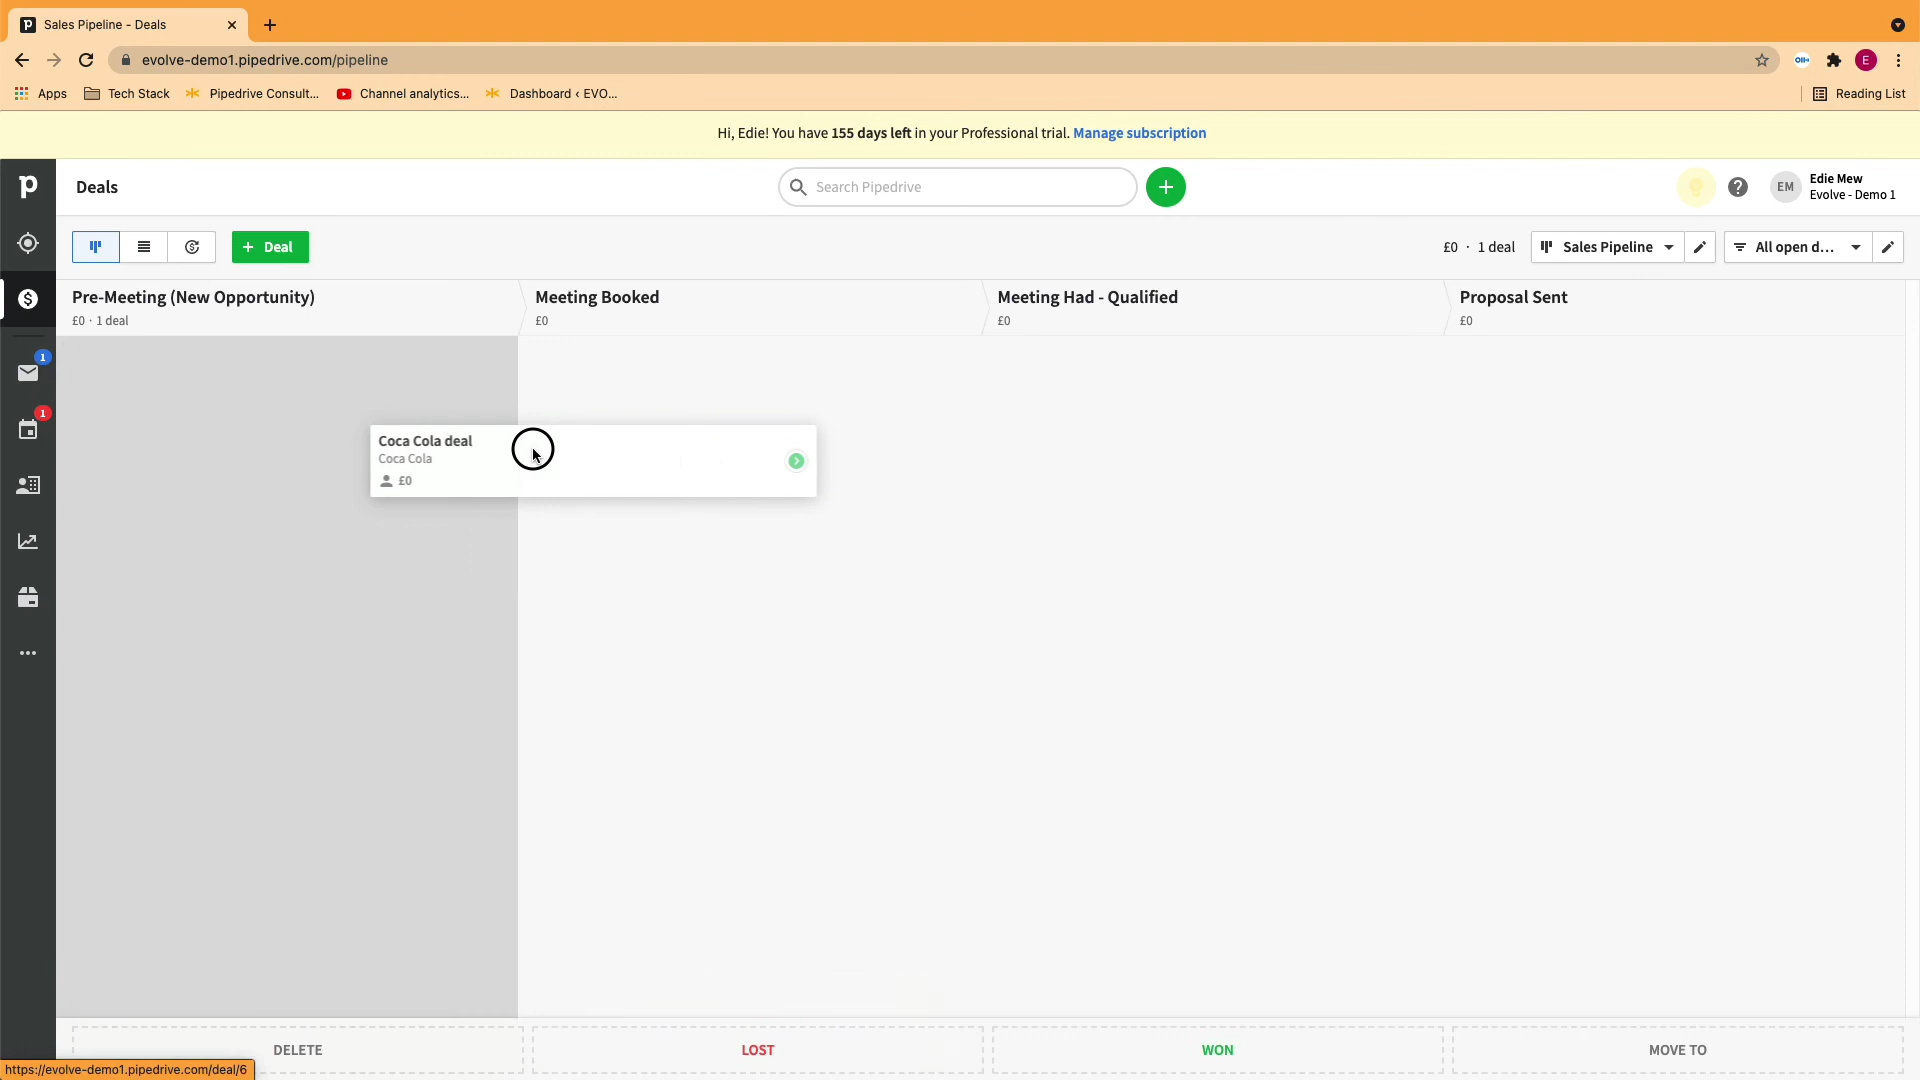 Sales Pipeline - Deals
evolve-demo1.pipedrive.com/pipeline
E
Apps
Tech Stack
Pipedrive Consult...
Channel analytics...
Dashboard ‹ EVO...
Reading List
Hi, Edie! You have 155 days left in your Professional trial. Manage subscription
Deals
Search Pipedrive
EM
Edie Mew
Evolve - Demo 1
+ Deal
£0 · 1 deal
Sales Pipeline
All open d...
Pre-Meeting (New Opportunity)
£0 · 1 deal
Meeting Booked
£0
Meeting Had - Qualified
£0
Proposal Sent
£0
1
1
Coca Cola deal
Coca Cola
£0
DELETE
LOST
WON
MOVE TO
https://evolve-demo1.pipedrive.com/deal/6